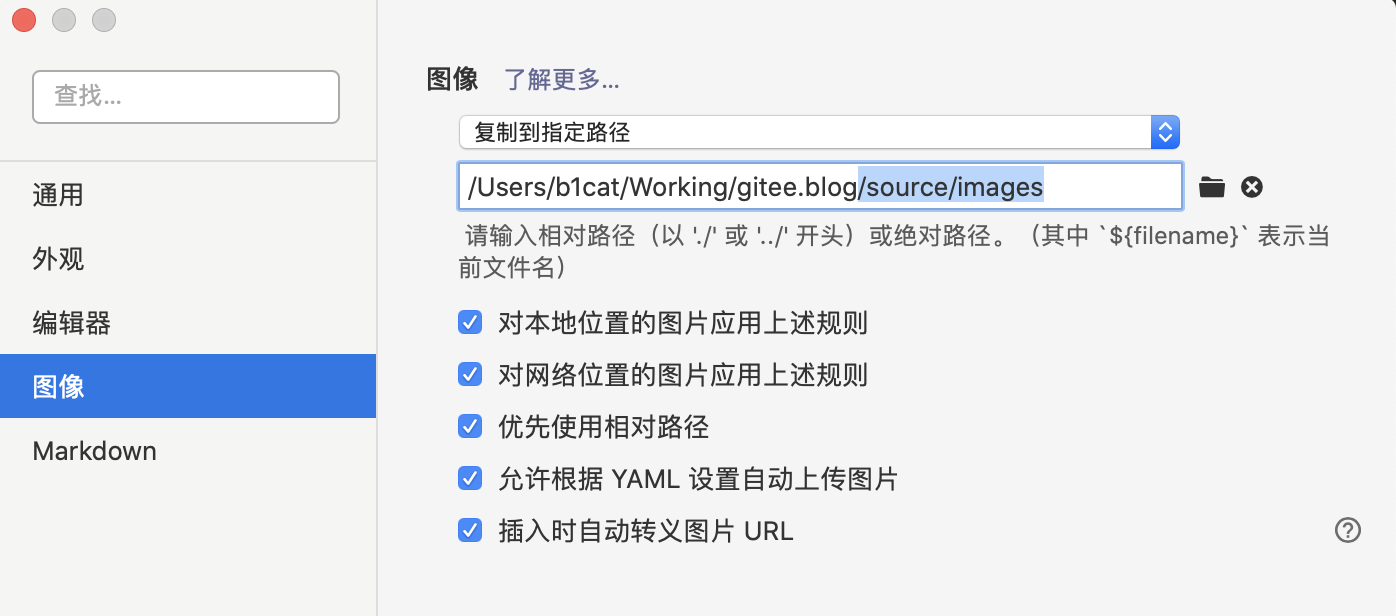 查找...
通用
外观
编辑器
图像
Markdown
图像 了解更多...
复制到指定路径
/Users/b1cat/Working/gitee.blog/source/images
请输入相对路径（以 './' 或 '../' 开头）或绝对路径。（其中 `${filename}` 表示当
前文件名）
对本地位置的图片应用上述规则
对网络位置的图片应用上述规则
优先使用相对路径
允许根据 YAML 设置自动上传图片
插入时自动转义图片 URL